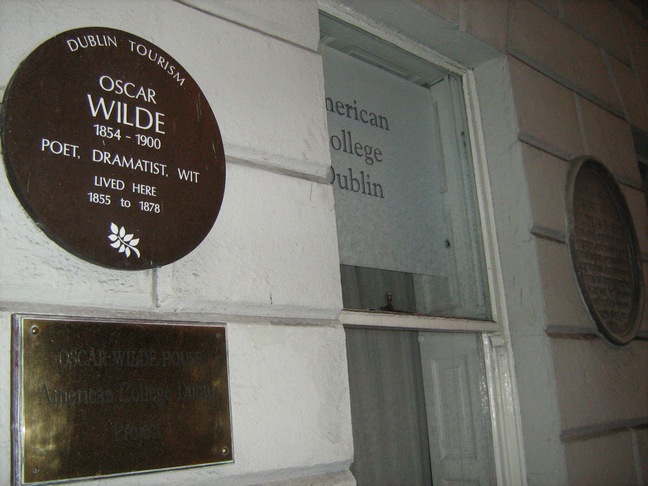 DUBLIN TOURISM
OSCAR
WILDE
1854 - 1900
POET, DRAMATIST, WIT
LIVED HERE
1855 to 1878
OSCAR WILDE HOUSE
American College Dublin
Project
merican
ollege
Dublin